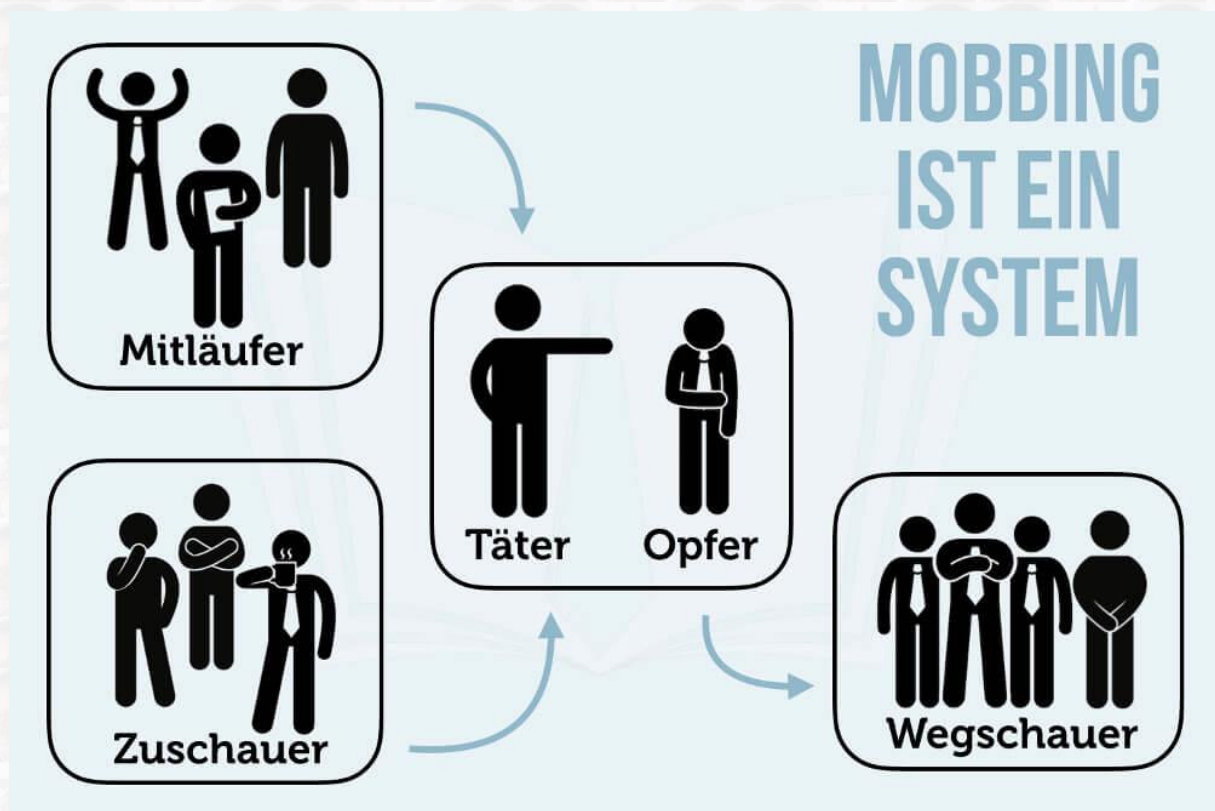 MOBBING
IST EIN
SYSTEM
Mitläufer
Täter
Opfer
Zuschauer
Wegschauer